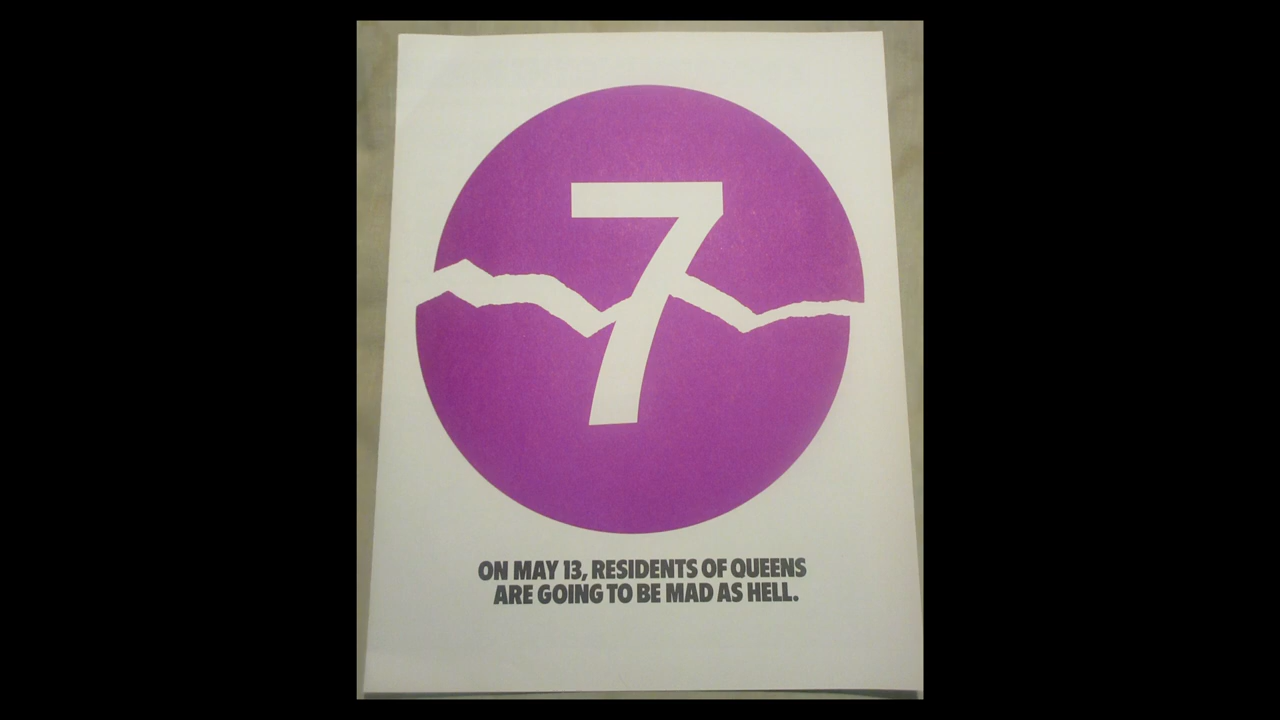 7
ON MAY 13, RESIDENTS OF QUEENS
ARE GOING TO BE MAD AS HELL.